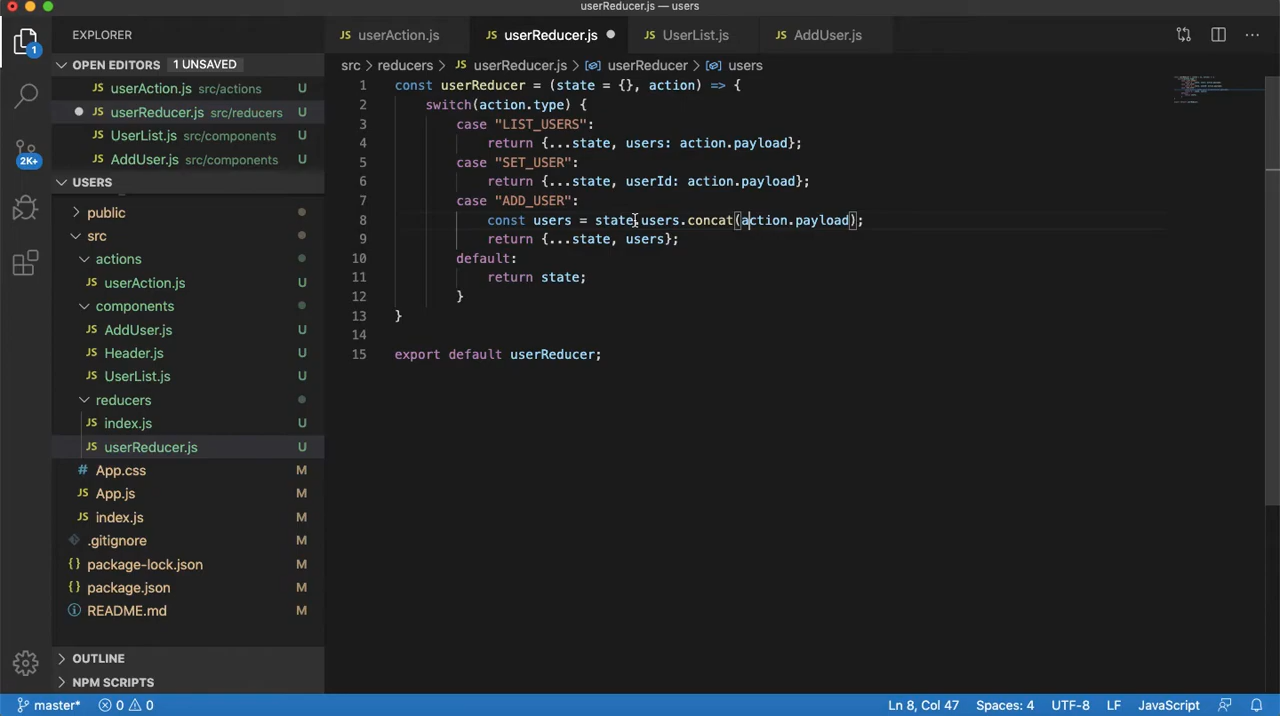 userReducer.js — users
EXPLORER
userAction.js
userReducer.js
UserList.js
AddUser.js
OPEN EDITORS 1 UNSAVED
userAction.js src/actions U
userReducer.js src/reducers U
UserList.js src/components U
AddUser.js src/components U
USERS
public
src
actions
userAction.js U
components
AddUser.js U
Header.js U
UserList.js U
reducers
index.js U
userReducer.js U
App.css M
App.js M
index.js M
.gitignore M
package-lock.json M
package.json M
README.md M
OUTLINE
NPM SCRIPTS
1
2K+
src > reducers > JS userReducer.js > userReducer > users
1 const userReducer = (state = {}, action) => {
2 switch(action.type) {
3 case "LIST_USERS":
4 return {...state, users: action.payload};
5 case "SET_USER":
6 return {...state, userId: action.payload};
7 case "ADD_USER":
8 const users = state.users.concat(action.payload);
9 return {...state, users};
10 default:
11 return state;
12 }
13 }
14
15 export default userReducer;
master* 0 0 Ln 8, Col 47 Spaces: 4 UTF-8 LF JavaScript